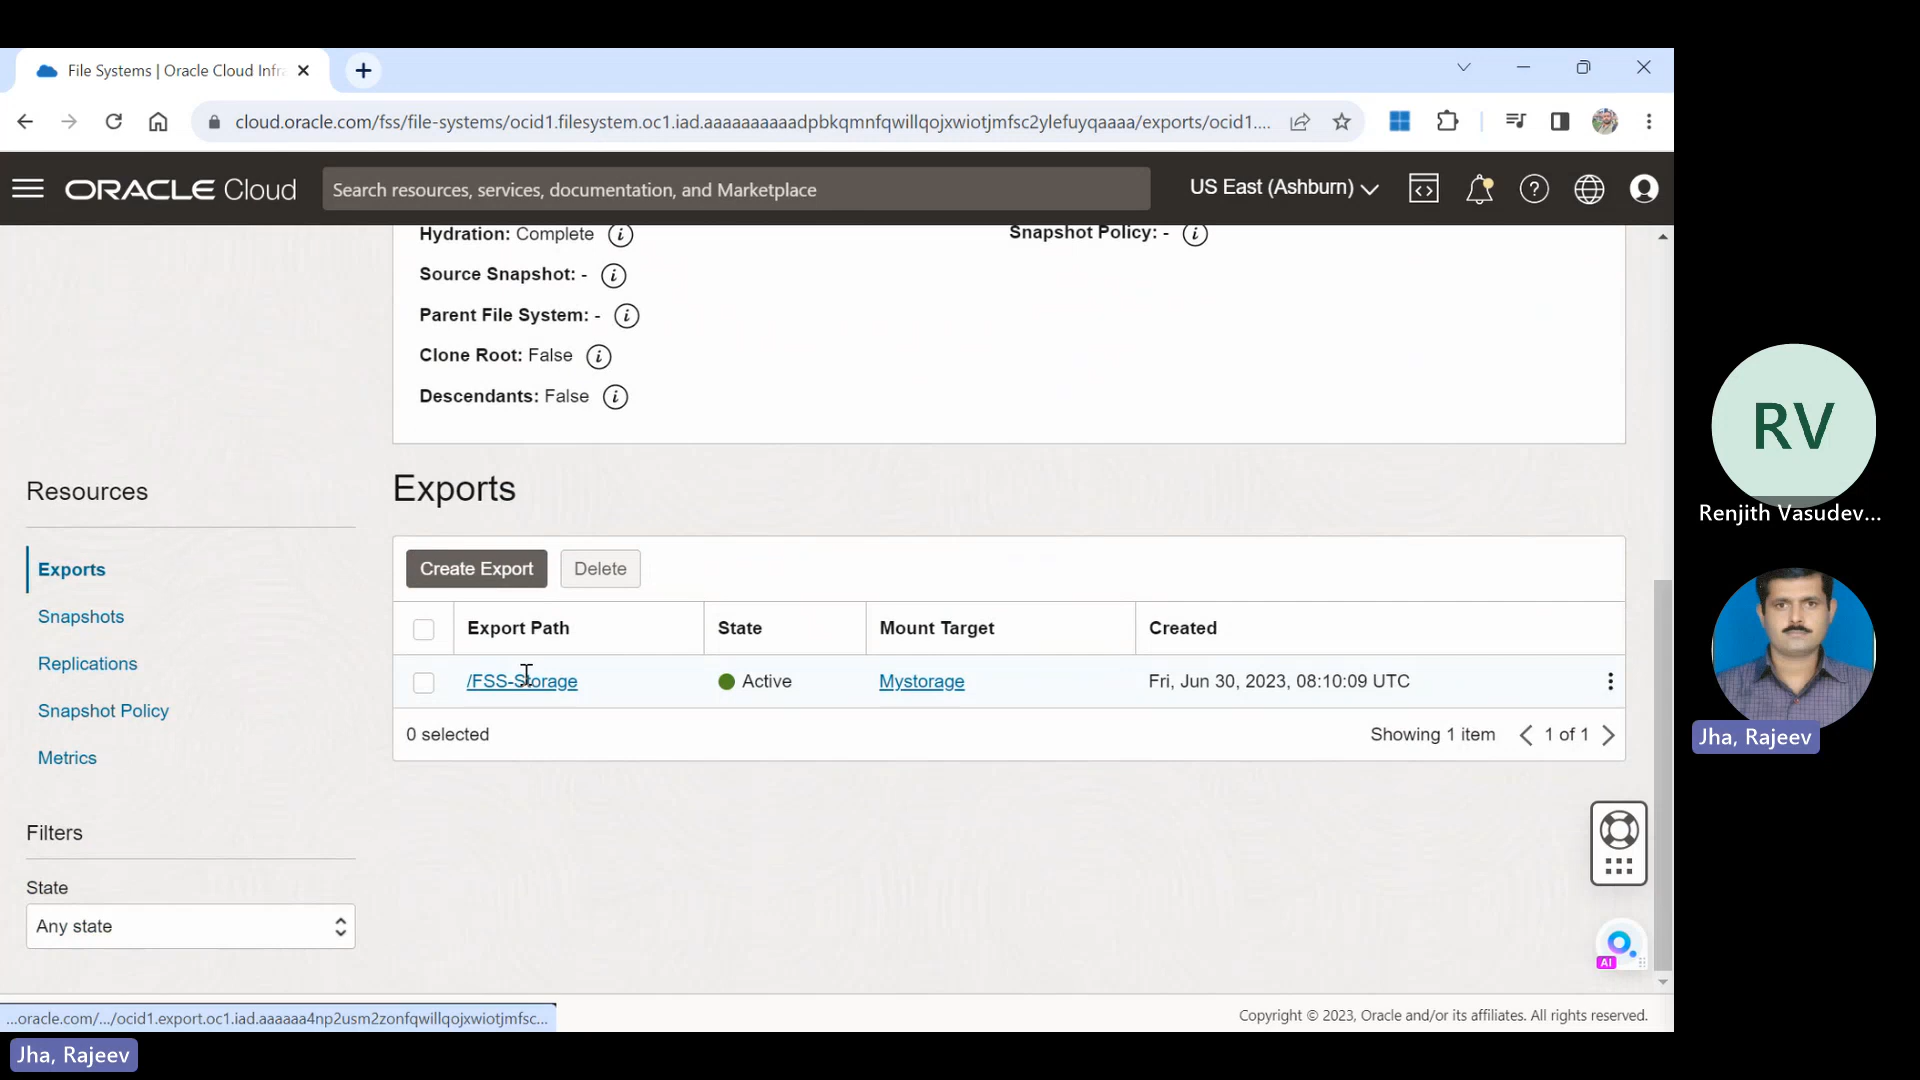 File Systems | Oracle Cloud Infra
cloud.oracle.com/fss/file-systems/ocid1.filesystem.oc1.iad.aaaaaaaaaadpbkqmnfqwillqojxwiotjmfsc2ylefuyqaaaa/exports/ocid1....
ORACLE Cloud
Search resources, services, documentation, and Marketplace
US East (Ashburn)
Hydration: Complete
Snapshot Policy: -
Source Snapshot: -
Parent File System: -
Clone Root: False
Descendants: False
Resources
Exports
Snapshots
Replications
Snapshot Policy
Metrics
Filters
State
Any state
Exports
Create Export
Delete
Export Path
State
Mount Target
Created
/FSS-Storage
Active
Mystorage
Fri, Jun 30, 2023, 08:10:09 UTC
0 selected
Showing 1 item
1 of 1
AI
...oracle.com/.../ocid1.export.oc1.iad.aaaaaa4np2usm2zonfqwillqojxwiotjmfsc...
Copyright © 2023, Oracle and/or its affiliates. All rights reserved.
RV
Renjith Vasudev...
Jha, Rajeev
Jha, Rajeev